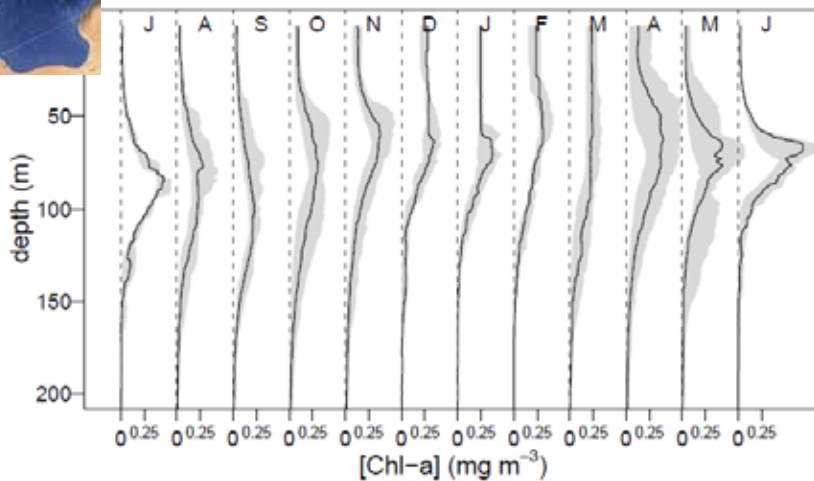 J A S O N D J F M A M J
50
100
150
200
depth (m)
0 0.25 0 0.25 0 0.25 0 0.25 0 0.25 0 0.25 0 0.25 0 0.25 0 0.25 0 0.25 0 0.25 0 0.25
[Chl−a] (mg m⁻³)